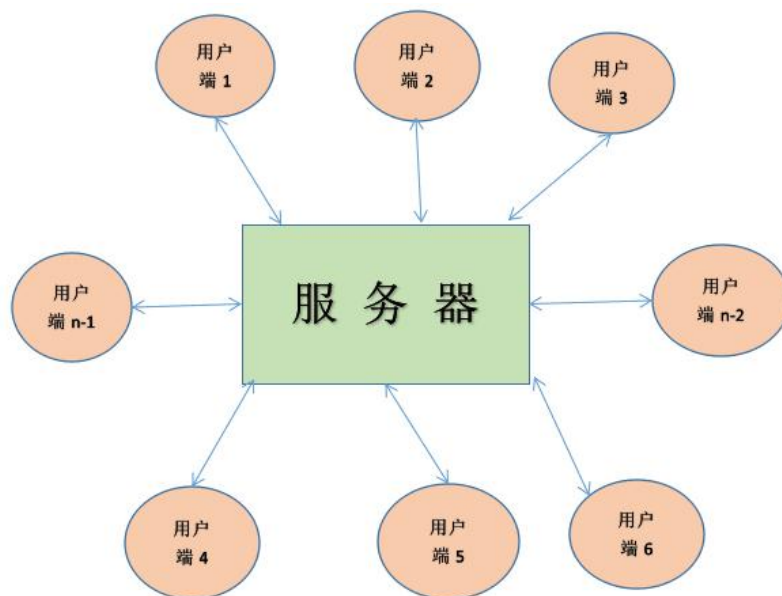 用户
端 1
用户
端 2
用户
端 3
用户
端 n-1
服 务 器
用户
端 n-2
用户
端 4
用户
端 5
用户
端 6